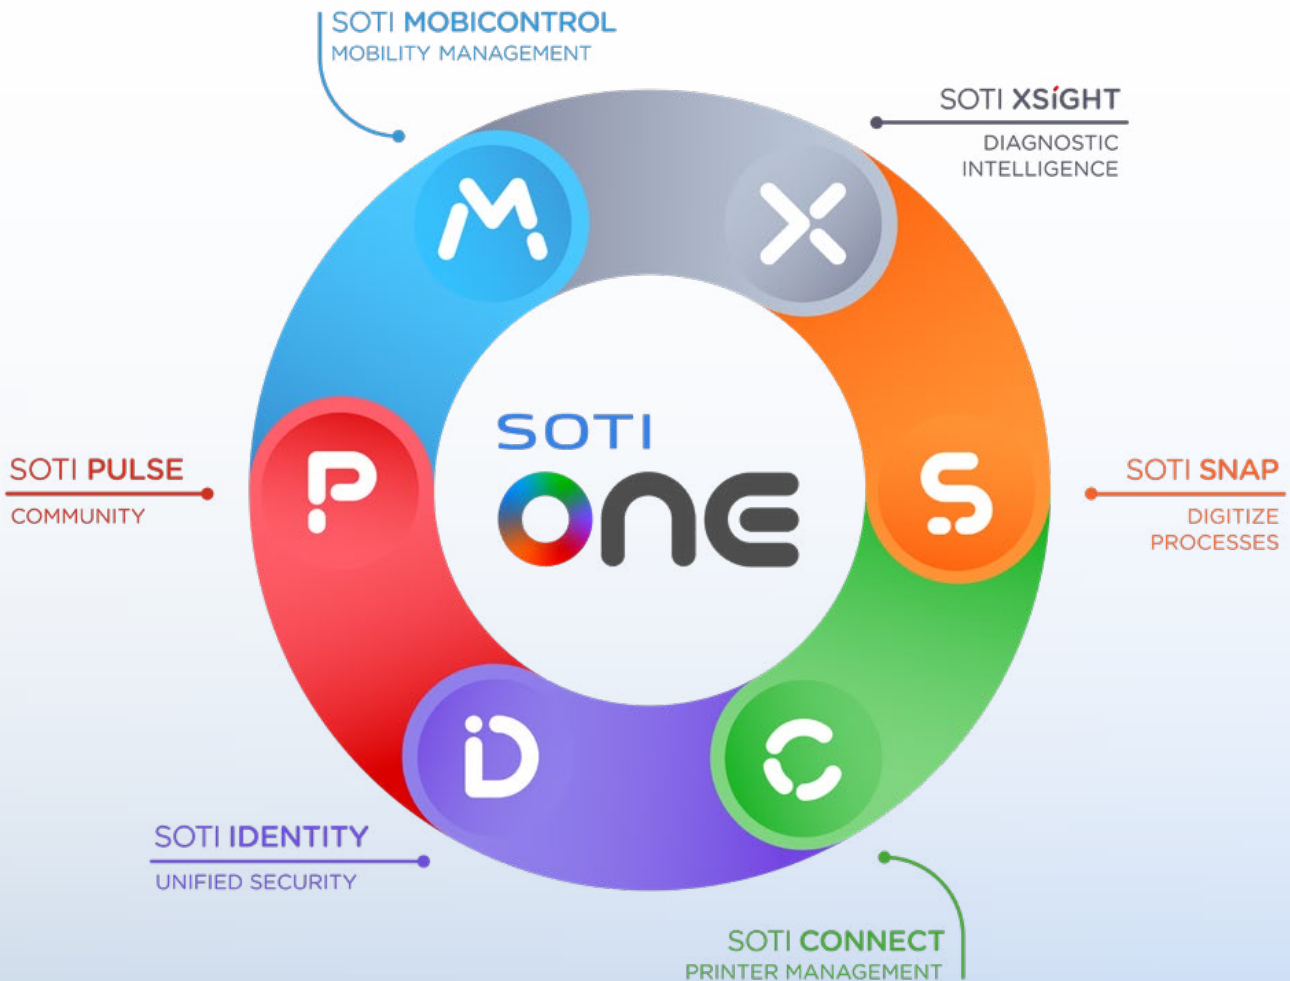 SOTI MOBICONTROL
MOBILITY MANAGEMENT
SOTI XSiGHT
DIAGNOSTIC
INTELLIGENCE
M
X
SOTI
ONE
SOTI PULSE
COMMUNITY
P
S
SOTI SNAP
DIGITIZE
PROCESSES
iD
C
SOTI IDENTITY
UNIFIED SECURITY
SOTI CONNECT
PRINTER MANAGEMENT